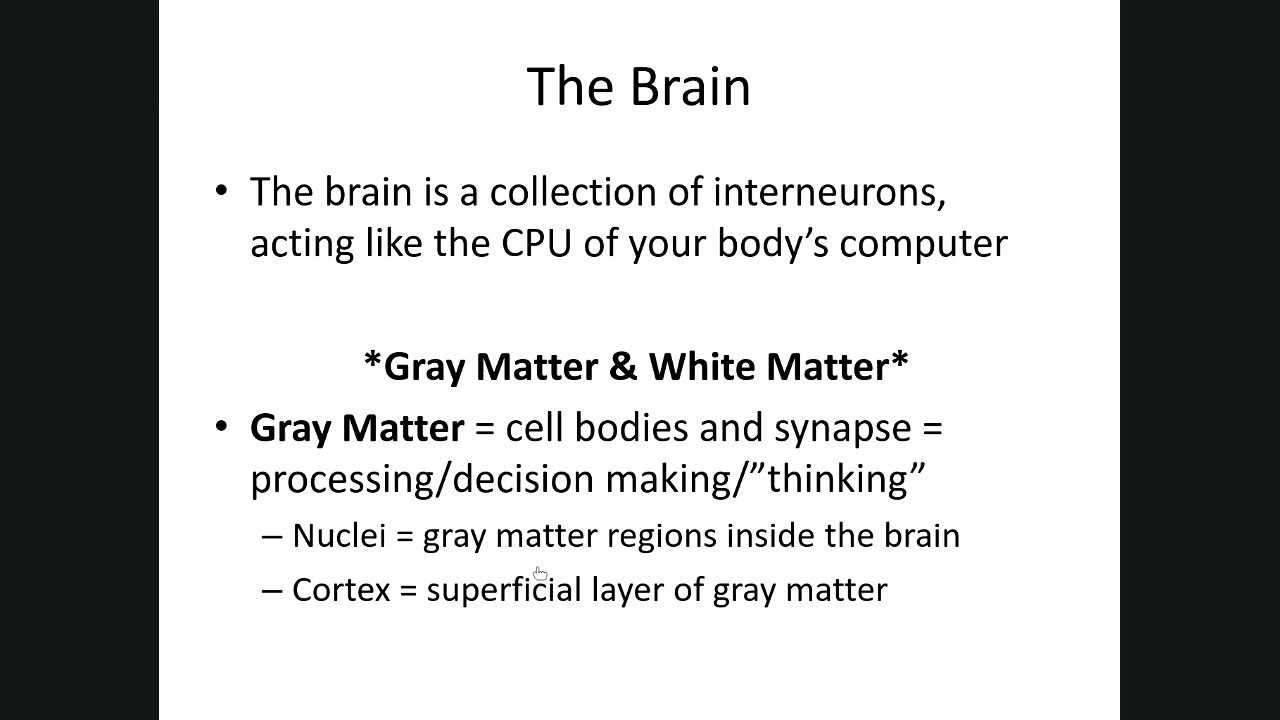 The Brain
• The brain is a collection of interneurons,
acting like the CPU of your body’s computer
*Gray Matter & White Matter*
• Gray Matter = cell bodies and synapse =
processing/decision making/”thinking”
– Nuclei = gray matter regions inside the brain
– Cortex = superficial layer of gray matter